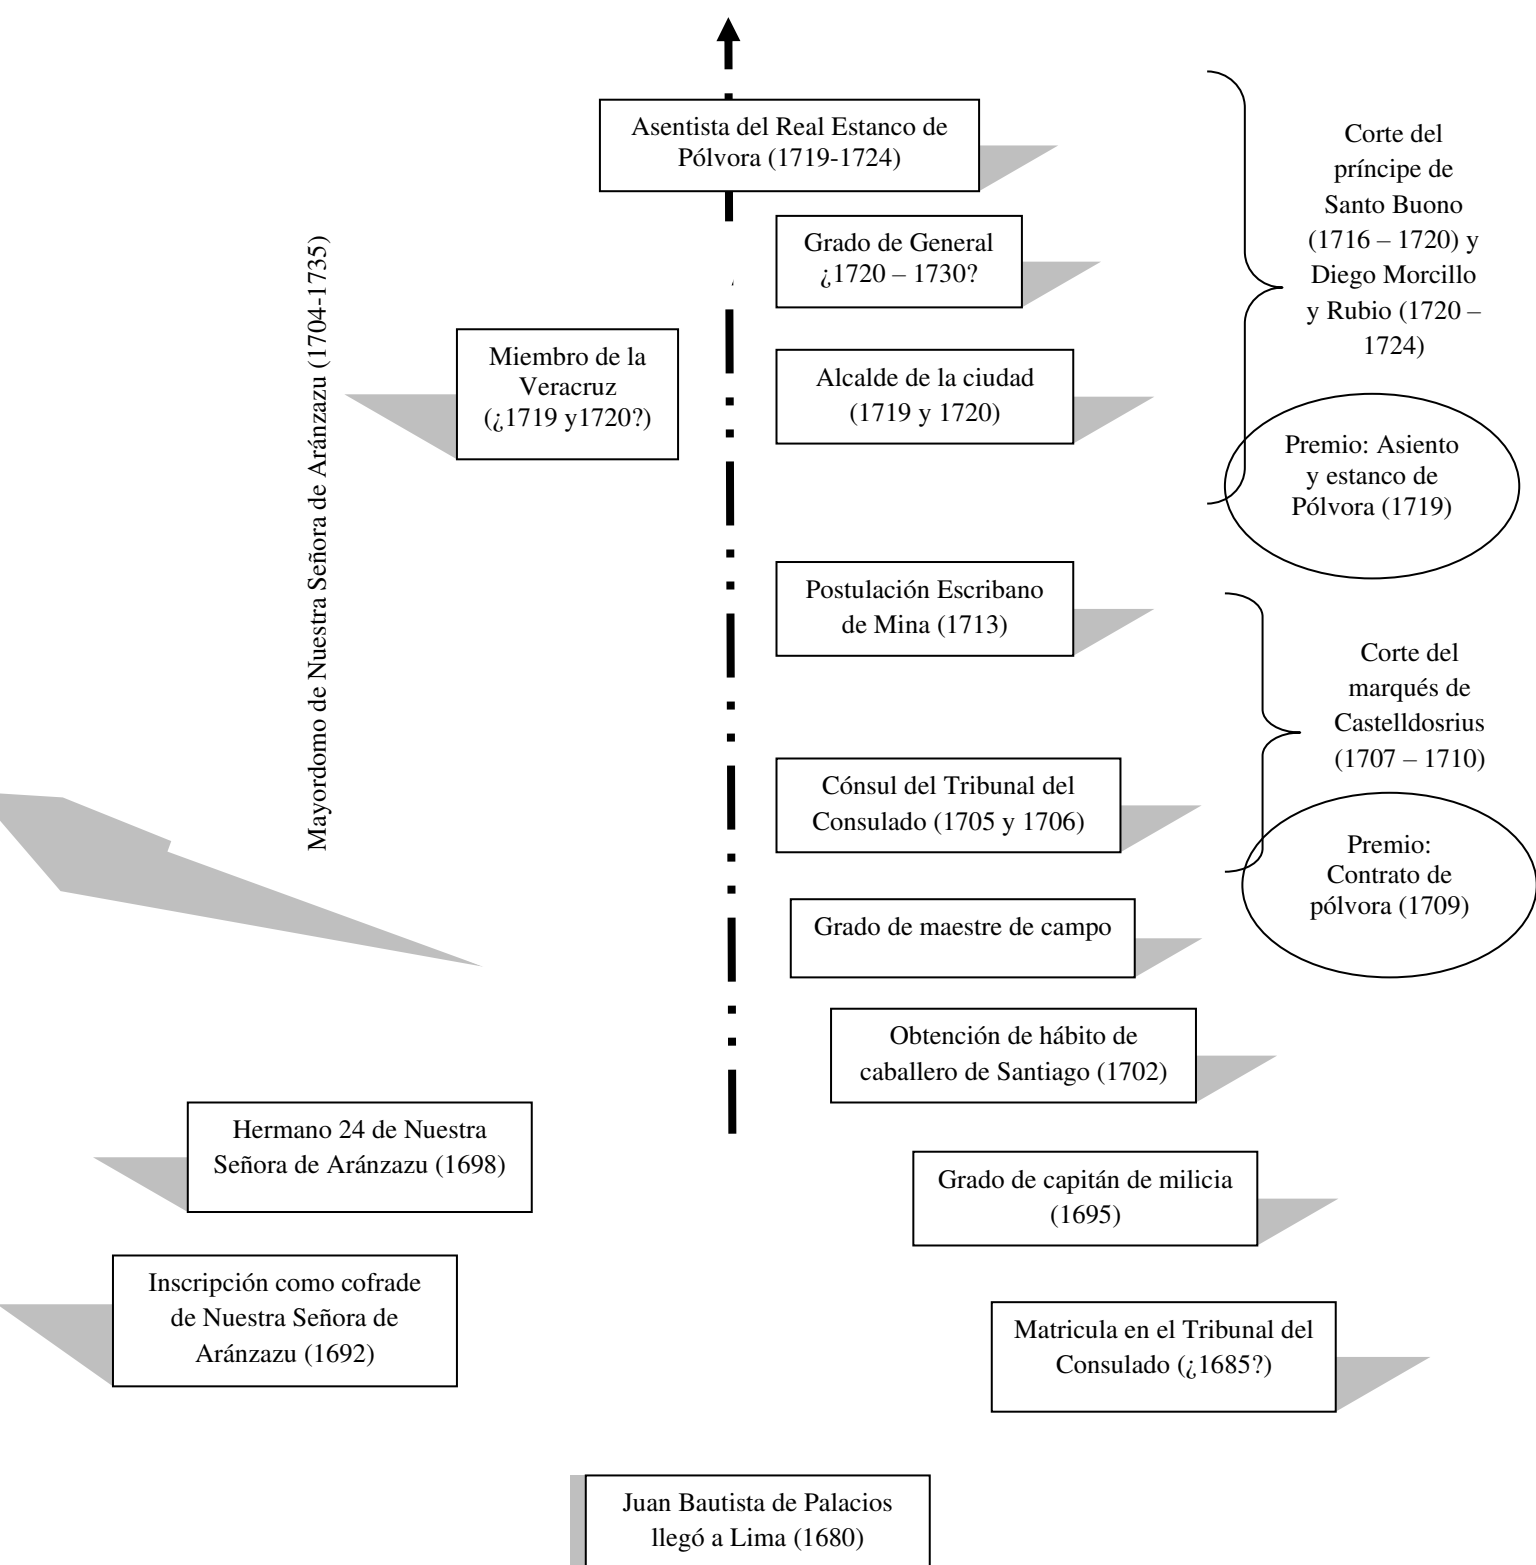 Asentista del Real Estanco de
Pólvora (1719-1724)
Corte del
príncipe de
Santo Buono
(1716 – 1720) y
Diego Morcillo
y Rubio (1720 –
1724)
Grado de General
¿1720 – 1730?
Mayordomo de Nuestra Señora de Aránzazu (1704-1735)
Miembro de la
Veracruz
(¿1719 y1720?)
Alcalde de la ciudad
(1719 y 1720)
Premio: Asiento
y estanco de
Pólvora (1719)
Postulación Escribano
de Mina (1713)
Corte del
marqués de
Castelldosrius
(1707 – 1710)
Cónsul del Tribunal del
Consulado (1705 y 1706)
Premio:
Contrato de
pólvora (1709)
Grado de maestre de campo
Obtención de hábito de
caballero de Santiago (1702)
Hermano 24 de Nuestra
Señora de Aránzazu (1698)
Grado de capitán de milicia
(1695)
Inscripción como cofrade
de Nuestra Señora de
Aránzazu (1692)
Matricula en el Tribunal del
Consulado (¿1685?)
Juan Bautista de Palacios
llegó a Lima (1680)